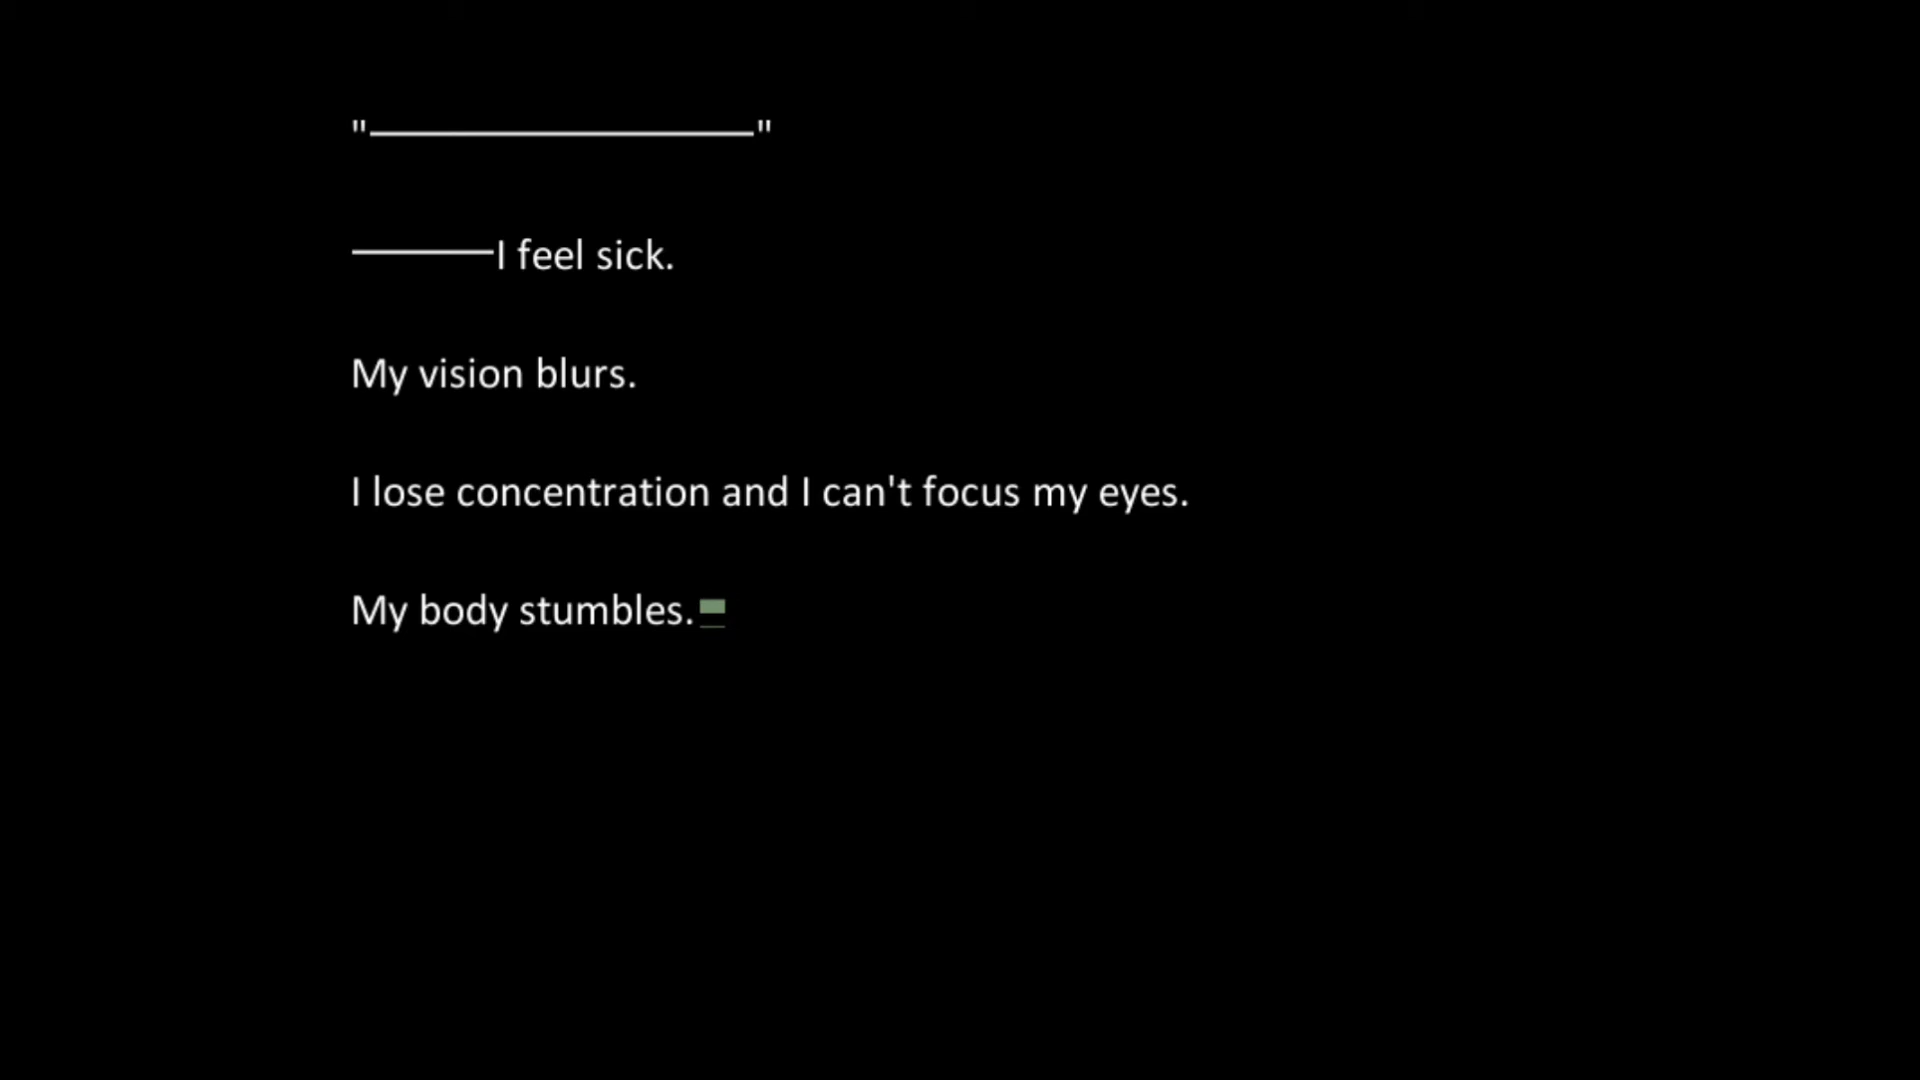 "————————"
———I feel sick.
My vision blurs.
I lose concentration and I can't focus my eyes.
My body stumbles.